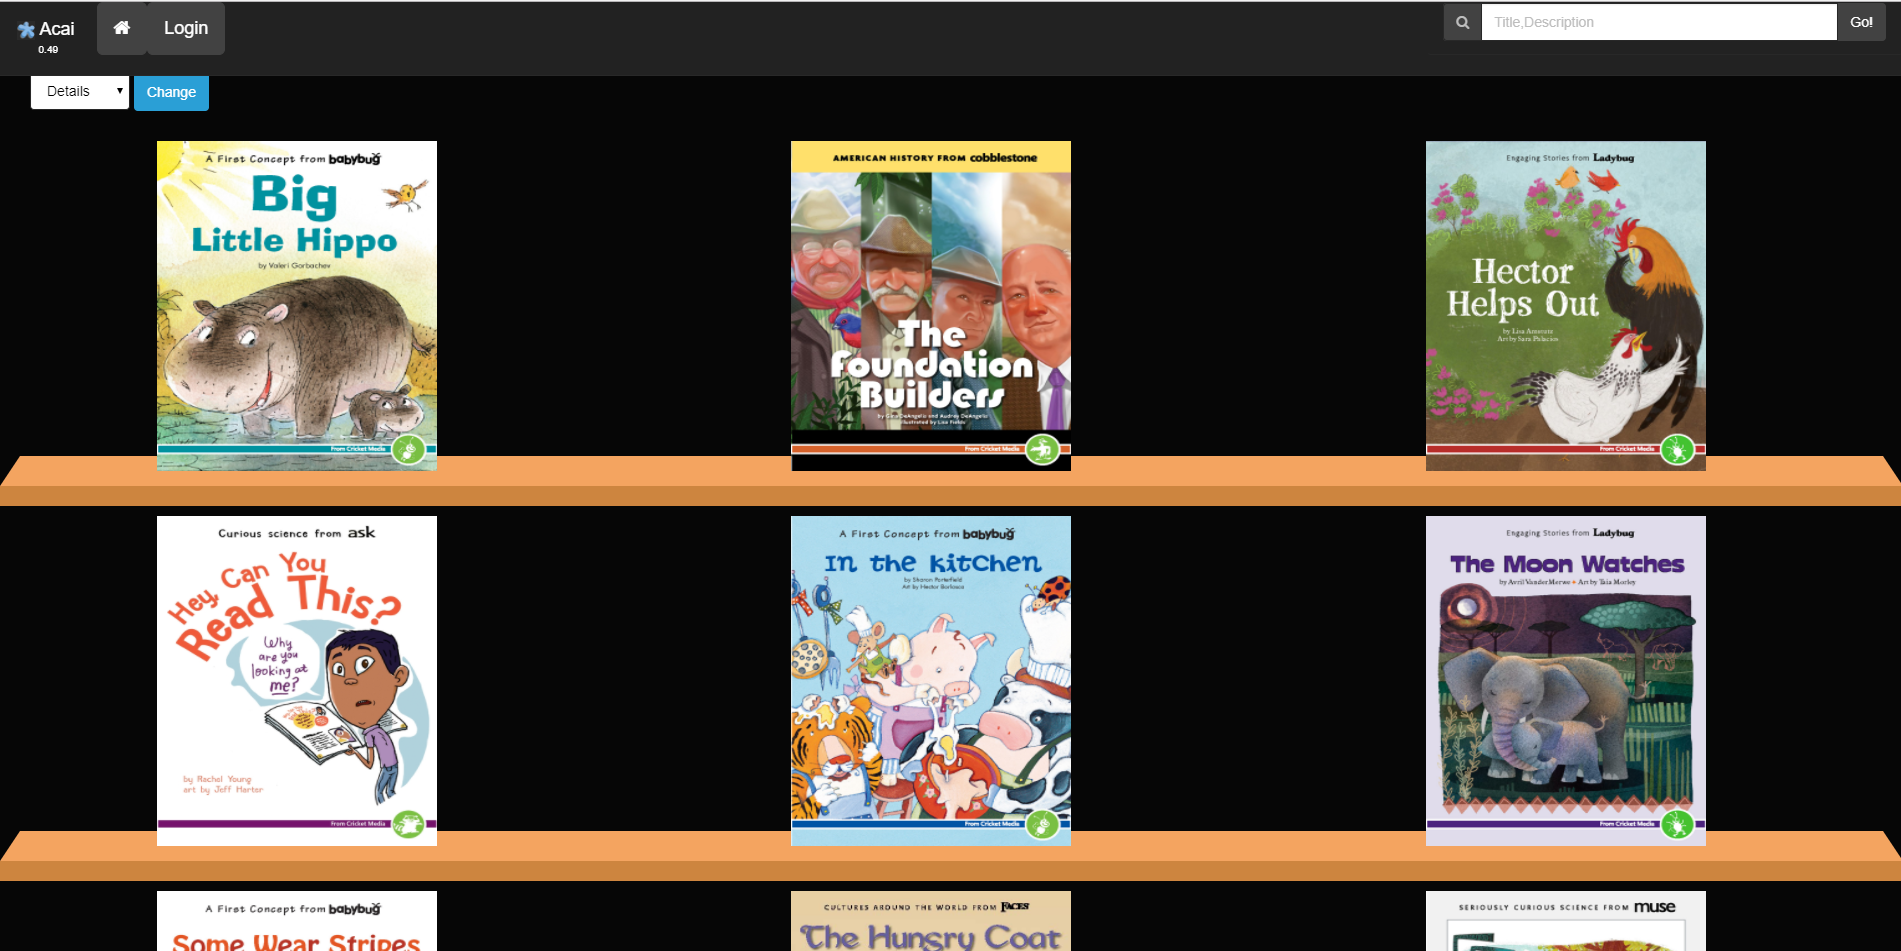 Acai
0.49
Login
Title,Description
Go!
Details
Change
A First Concept from babybug
Big
Little Hippo
by Valeri Gorbachev
From Cricket Media
AMERICAN HISTORY FROM cobblestone
The
Foundation
Builders
by Gina DeAngelis and Audrey DeAngelis
Illustrated by Lisa Fields
From Cricket Media
Engaging Stories from Ladybug
Hector
Helps Out
by Lisa
Art by Sara Palacios
From Cricket Media
Curious science from ask
Hey, Can You
Read This?
Why
are you
looking at
me?
by Rachel Young
art by Jeff Harter
From Cricket Media
A First Concept from babybug
In the Kitchen
by Sharon Porterfield
Art by Hector Borlasca
From Cricket Media
Engaging Stories from Ladybug
The Moon Watches
by Avril VanderMerwe ✦ Art by Taia Morley
From Cricket Media
A First Concept from babybug
Some Wear Stripes
CULTURES AROUND THE WORLD FROM FACES
The Hungry Coat
SERIOUSLY CURIOUS SCIENCE FROM muse